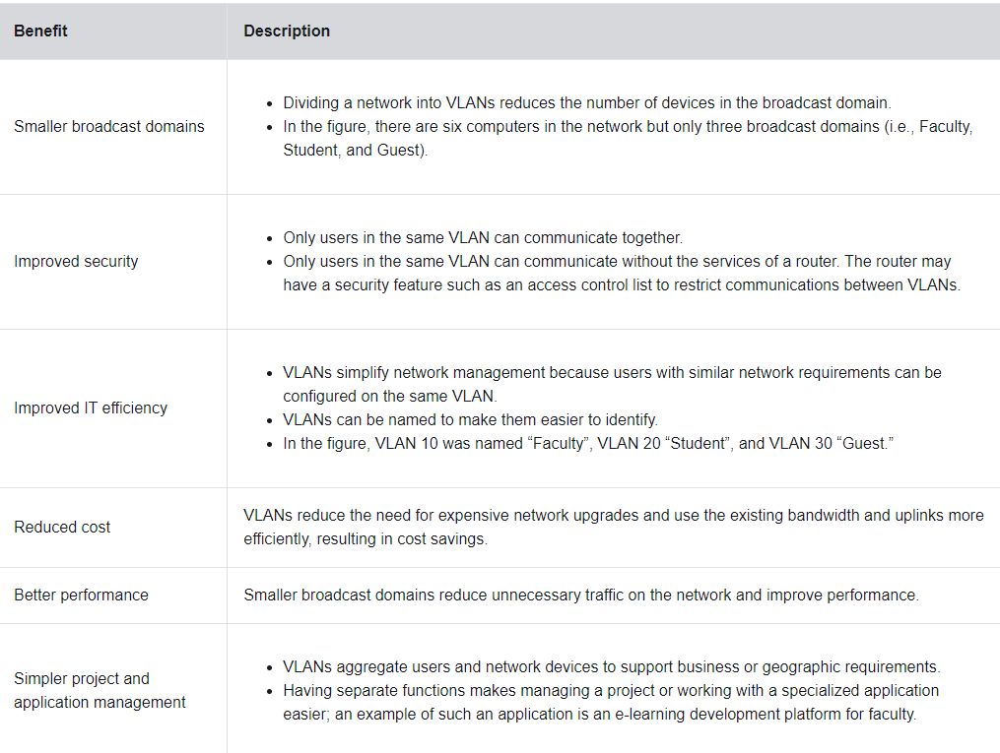 Benefit
Description
Smaller broadcast domains
• Dividing a network into VLANs reduces the number of devices in the broadcast domain.
• In the figure, there are six computers in the network but only three broadcast domains (i.e., Faculty,
Student, and Guest).
Improved security
• Only users in the same VLAN can communicate together.
• Only users in the same VLAN can communicate without the services of a router. The router may
have a security feature such as an access control list to restrict communications between VLANs.
Improved IT efficiency
• VLANs simplify network management because users with similar network requirements can be
configured on the same VLAN.
• VLANs can be named to make them easier to identify.
• In the figure, VLAN 10 was named “Faculty”, VLAN 20 “Student”, and VLAN 30 “Guest.”
Reduced cost
VLANs reduce the need for expensive network upgrades and use the existing bandwidth and uplinks more
efficiently, resulting in cost savings.
Better performance
Smaller broadcast domains reduce unnecessary traffic on the network and improve performance.
Simpler project and
application management
• VLANs aggregate users and network devices to support business or geographic requirements.
• Having separate functions makes managing a project or working with a specialized application
easier; an example of such an application is an e-learning development platform for faculty.